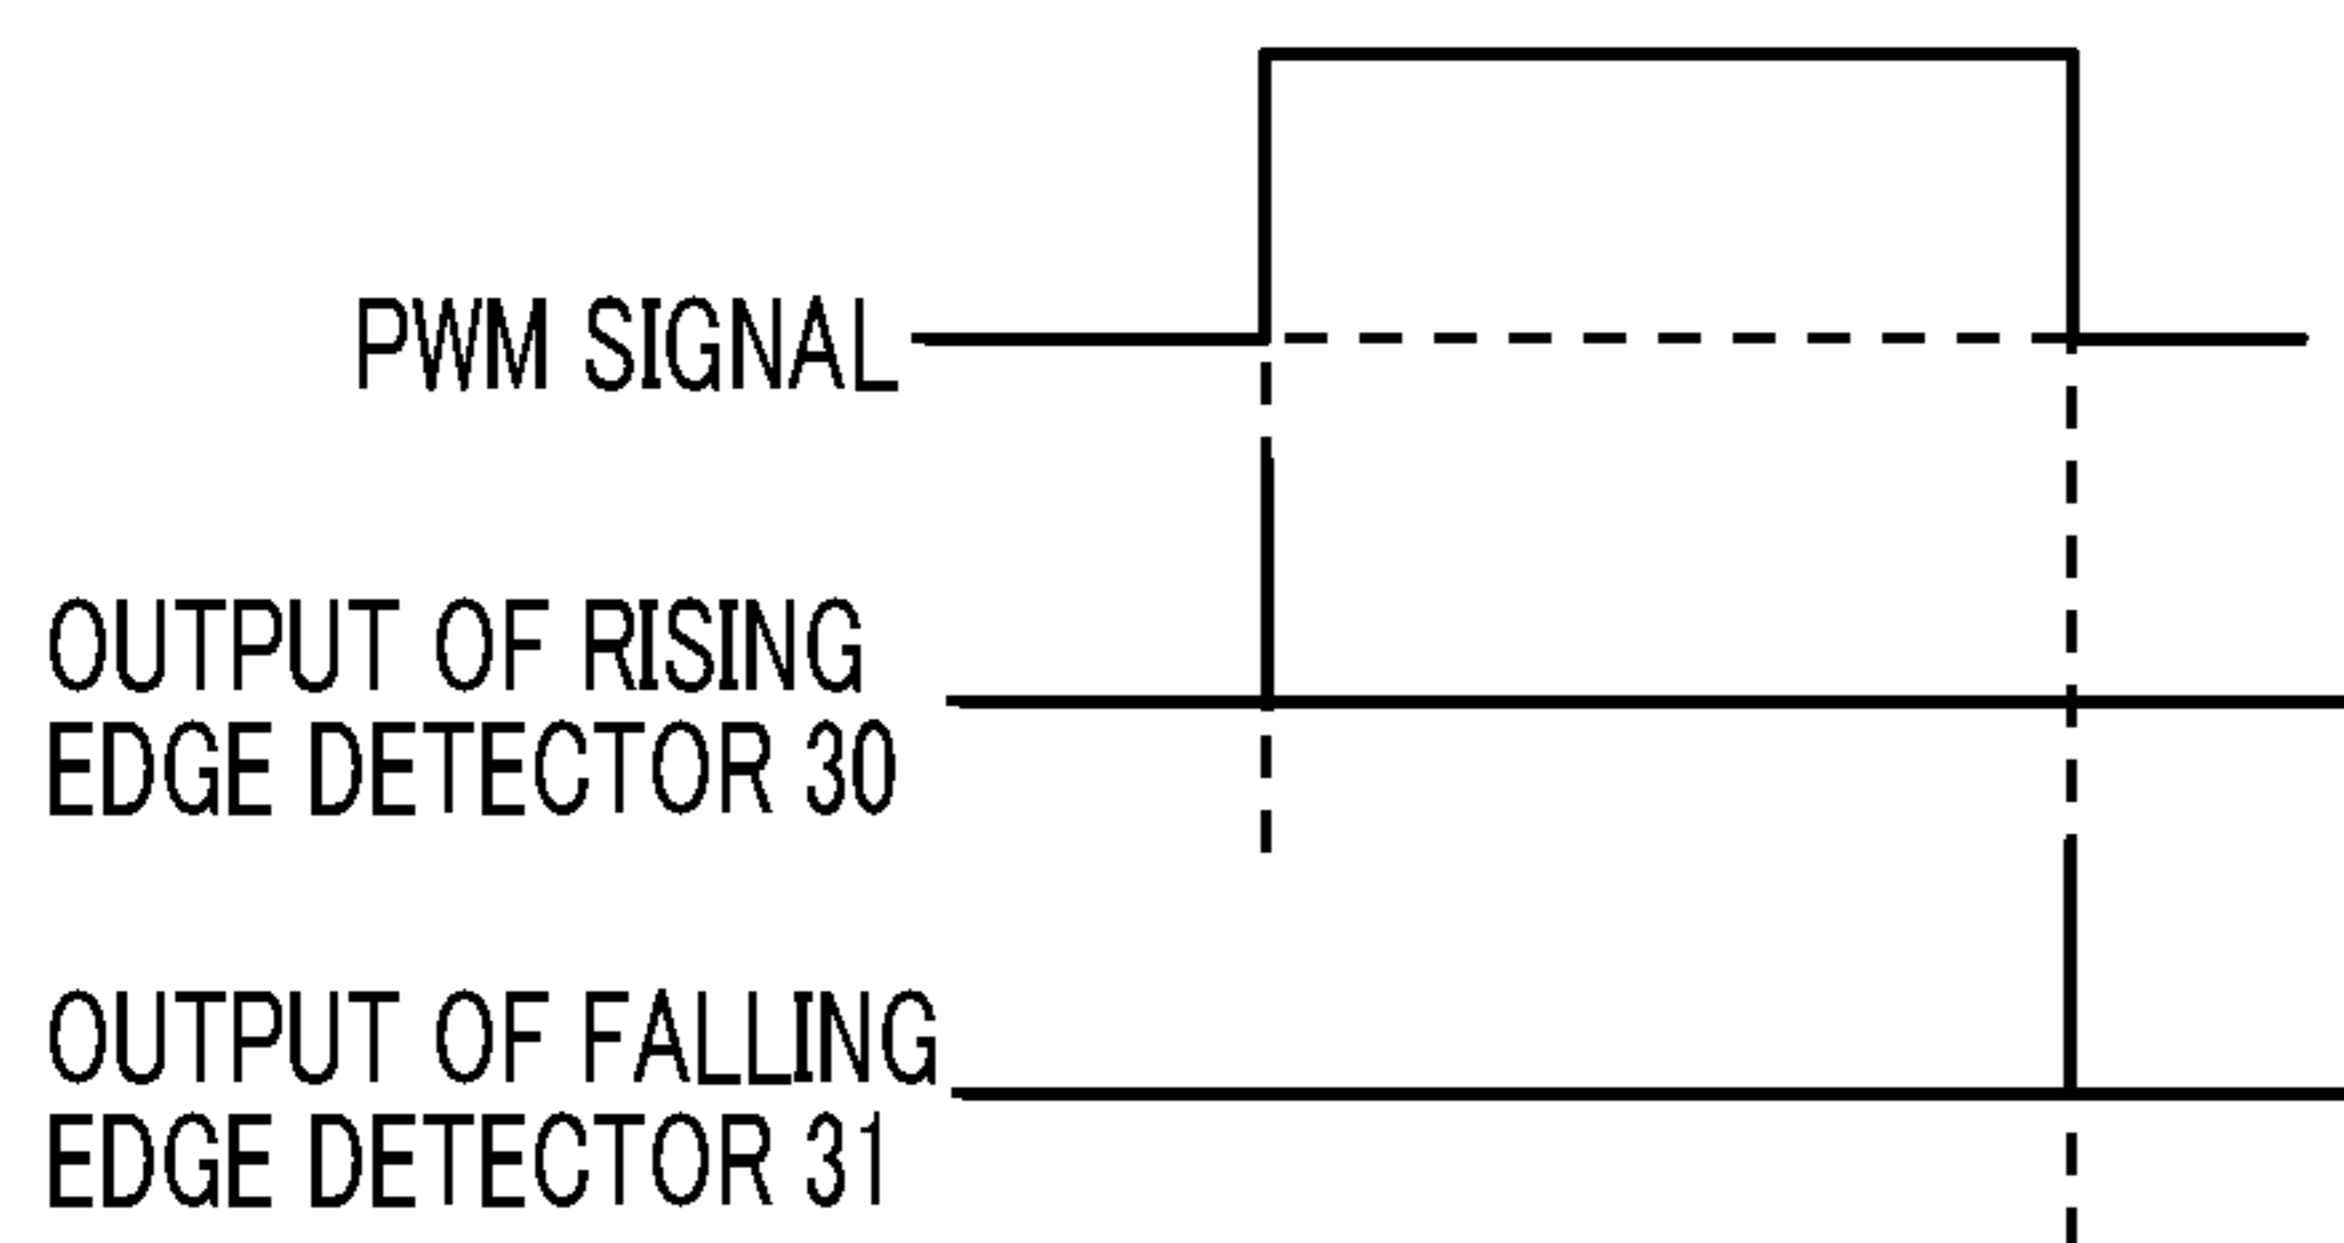 PWM SIGNAL
OUTPUT OF RISING
EDGE DETECTOR 30
OUTPUT OF FALLING
EDGE DETECTOR 31